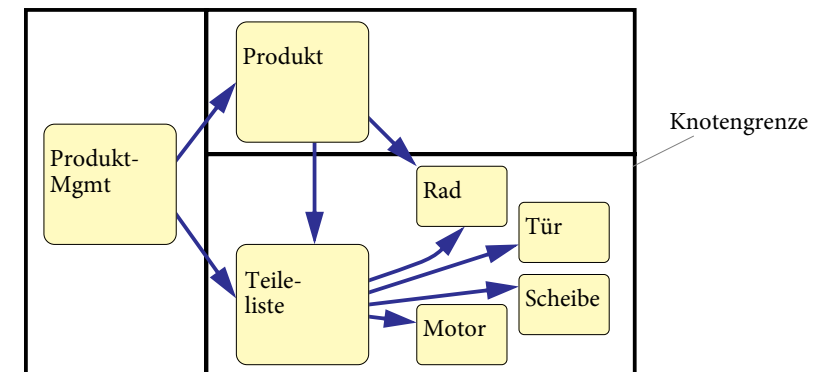 Produkt
Knotengrenze
Produkt-
Mgmt
Rad
Tür
Teile-
liste
Scheibe
Motor